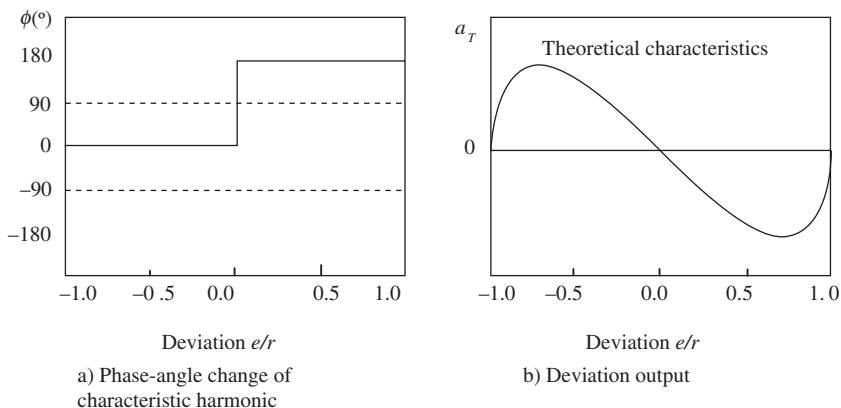 ϕ(°)
180
90
0
–90
–180
–1.0 –0 .5 0.0 0.5 1.0
Deviation e/r
a) Phase-angle change of
characteristic harmonic
a_T
Theoretical characteristics
0
–1.0 –0.5 0.0 0.5 1. 0
Deviation e/r
b) Deviation output